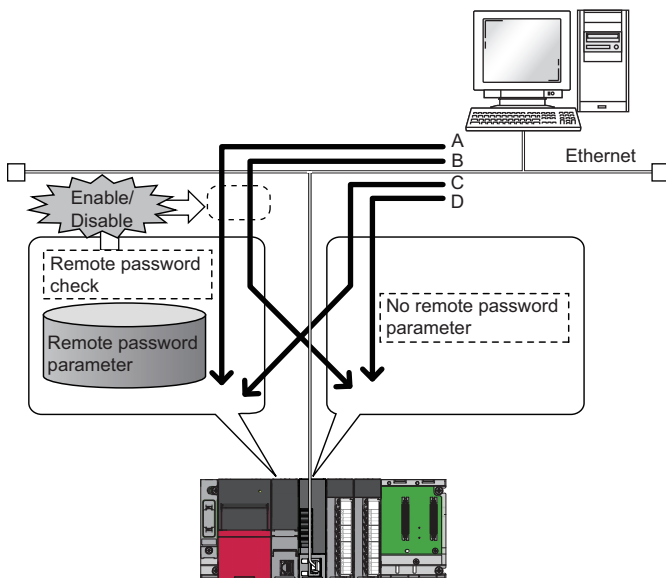 A
B
Ethernet
C
D
Enable/
Disable
Remote password
check
No remote password
parameter
Remote password
parameter